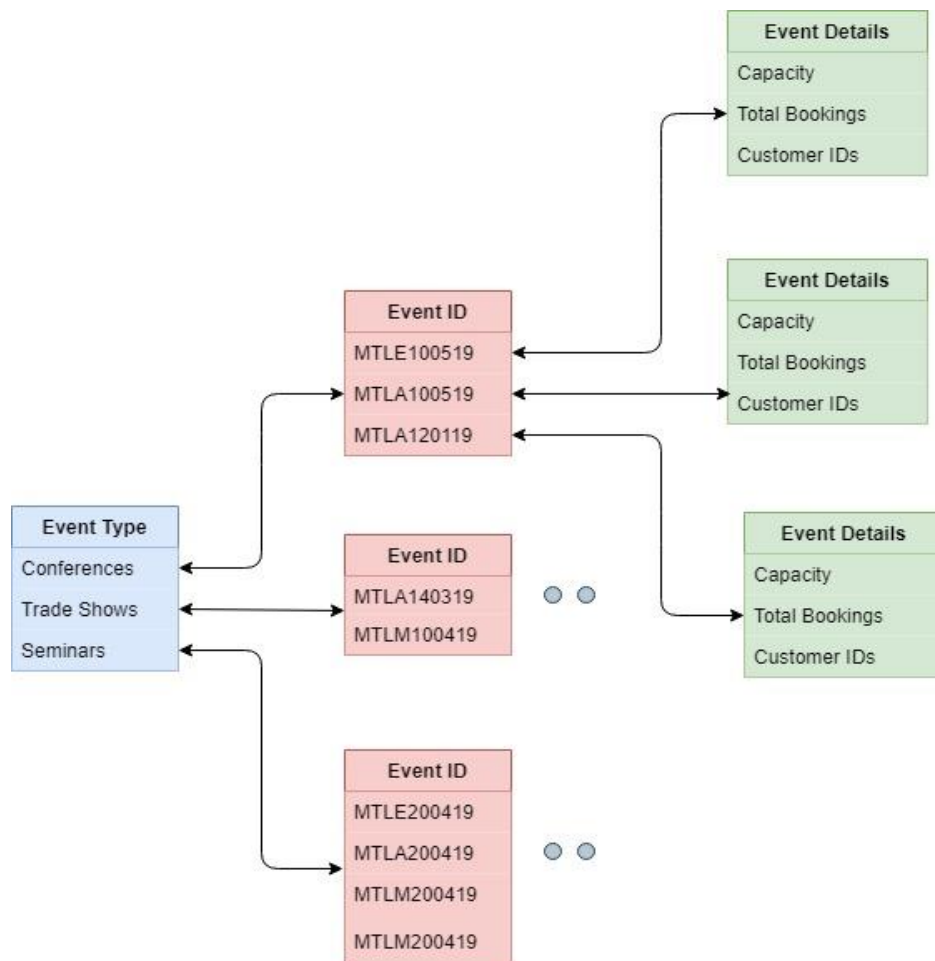 Event Details
Capacity
Total Bookings
Customer IDs
Event Details
Capacity
Total Bookings
Customer IDs
Event ID
MTLE100519
MTLA100519
MTLA120119
Event Type
Conferences
Trade Shows
Seminars
Event ID
MTLA140319
MTLM100419
Event Details
Capacity
Total Bookings
Customer IDs
Event ID
MTLE200419
MTLA200419
MTLM200419
MTLM200419